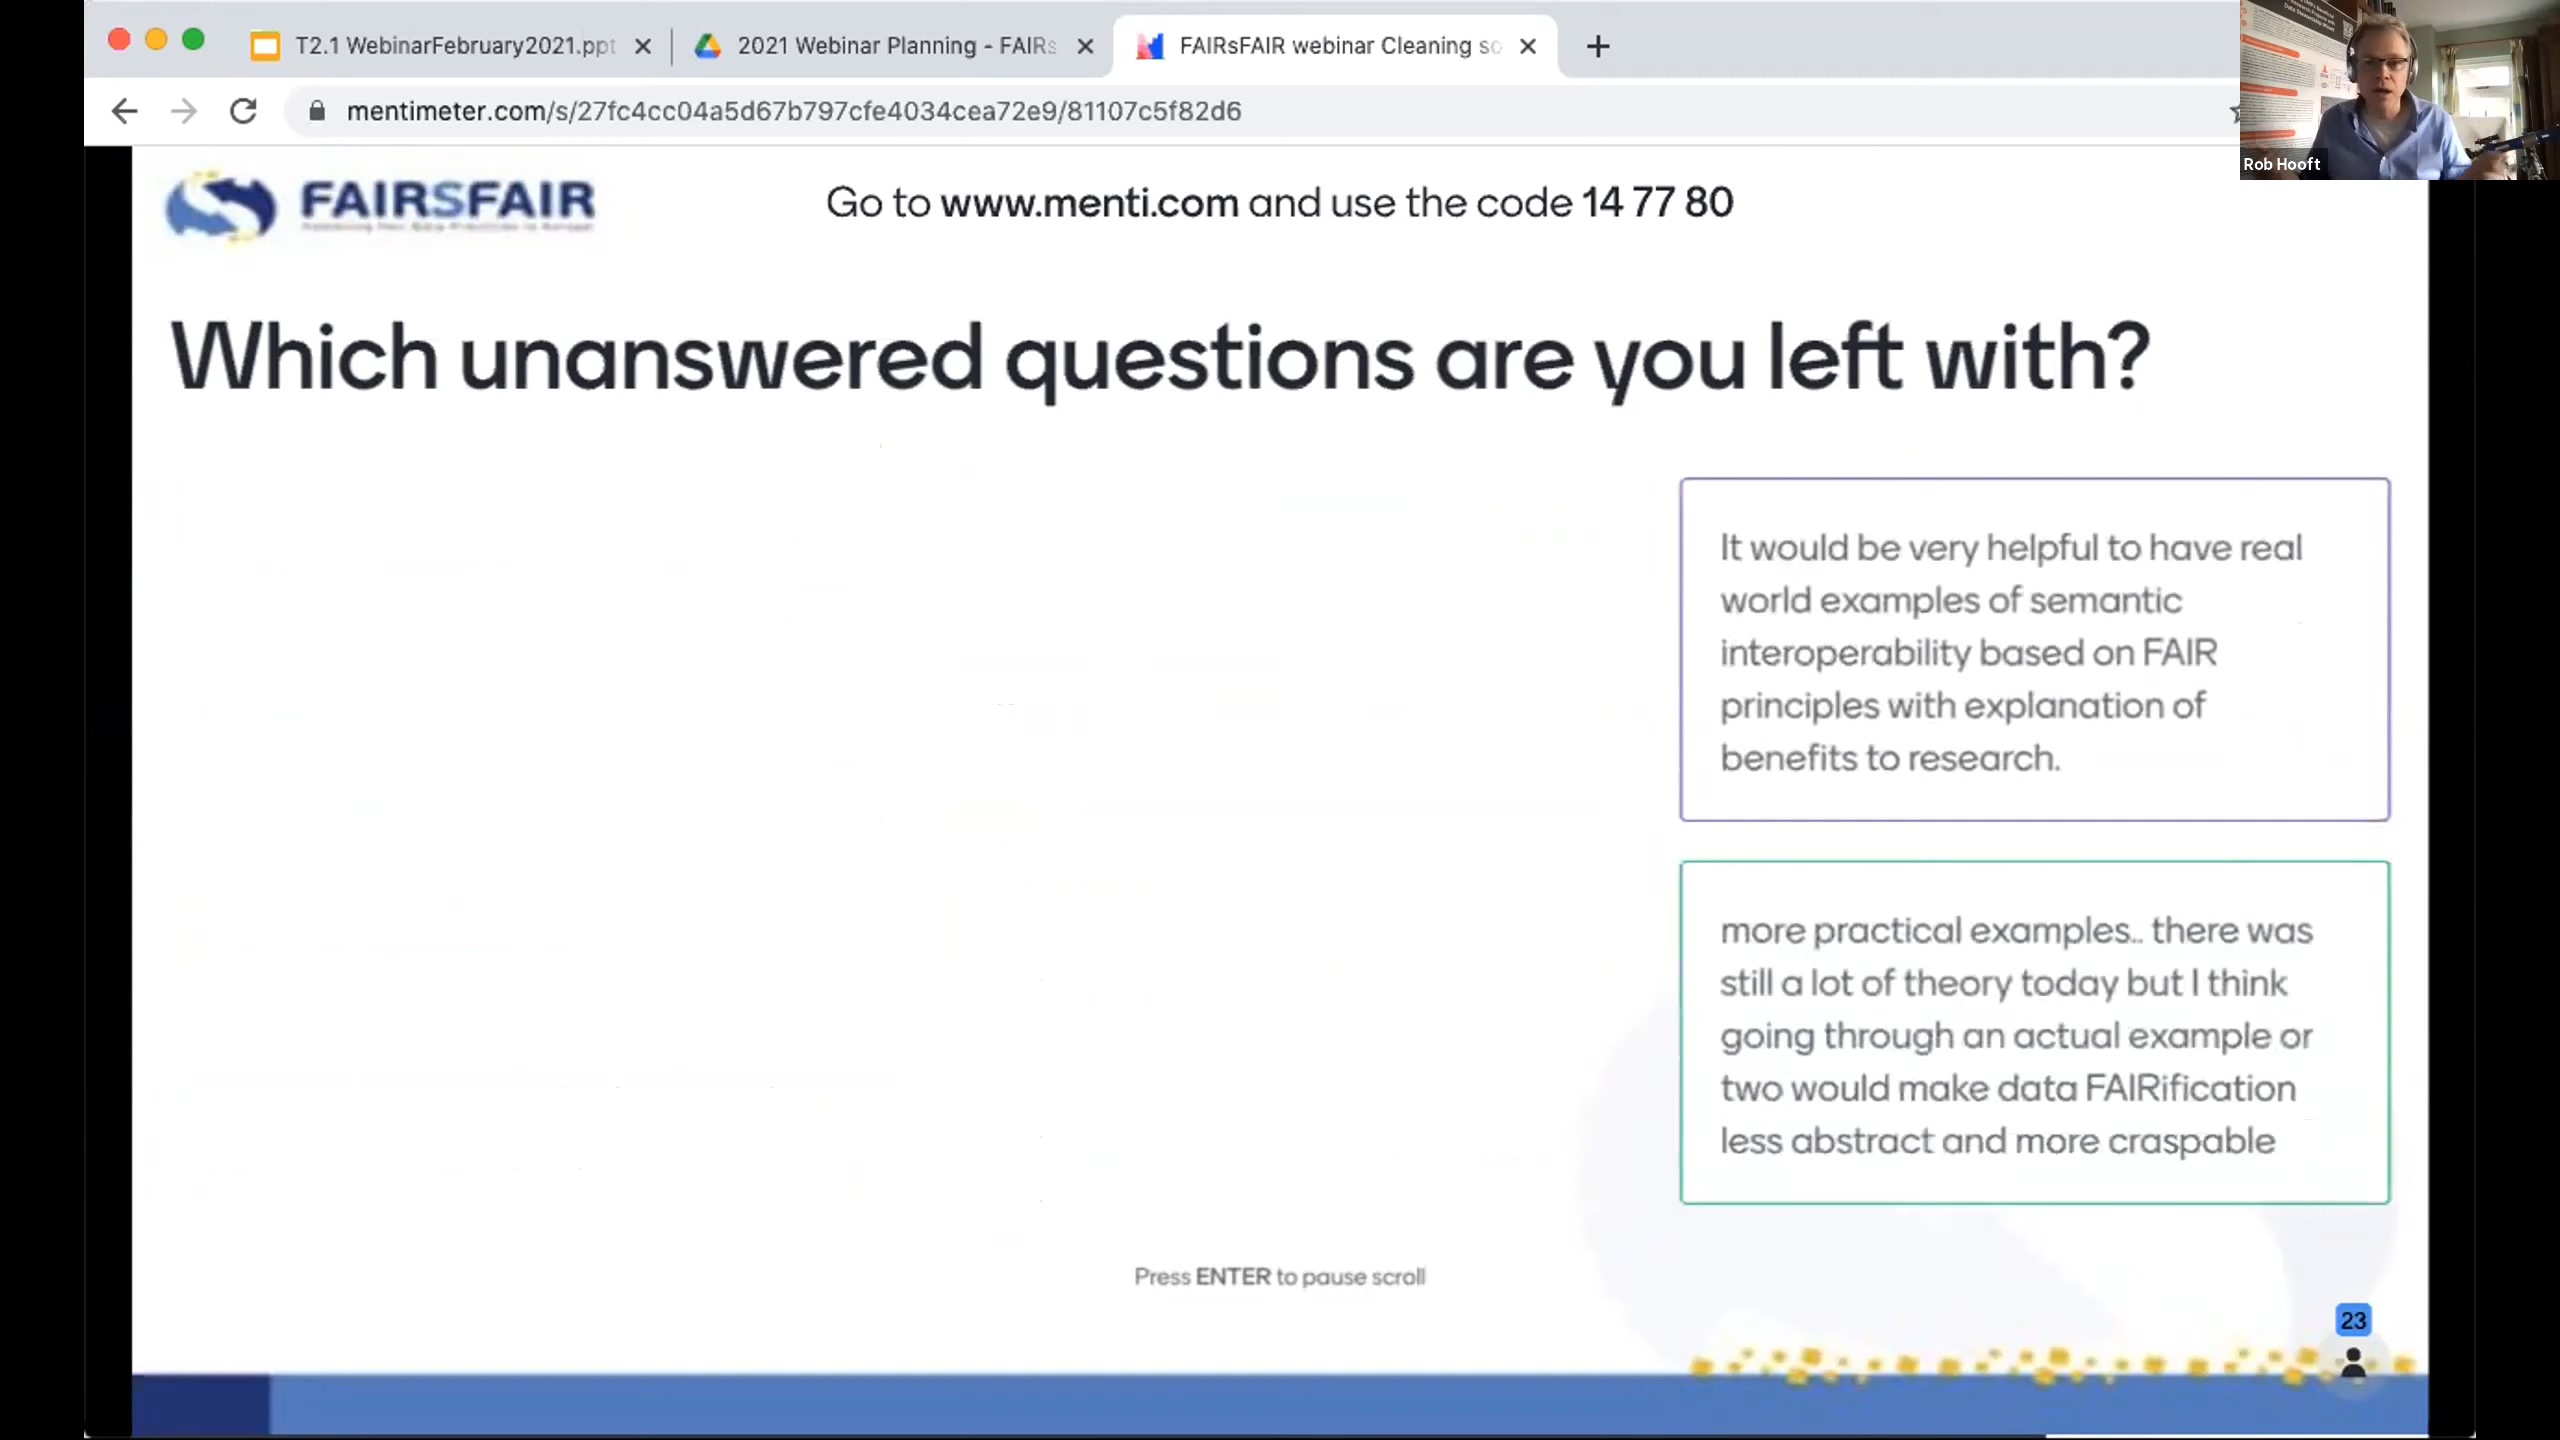 T2.1 WebinarFebruary2021.ppt
2021 Webinar Planning - FAIRs
FAIRsFAIR webinar Cleaning so
mentimeter.com/s/27fc4cc04a5d67b797cfe4034cea72e9/81107c5f82d6
Rob Hooft
FAIRSFAIR
Go to www.menti.com and use the code 14 77 80
Which unanswered questions are you left with?
It would be very helpful to have real
world examples of semantic
interoperability based on FAIR
principles with explanation of
benefits to research.
more practical examples.. there was
still a lot of theory today but I think
going through an actual example or
two would make data FAIRification
less abstract and more craspable
Press ENTER to pause scroll
23